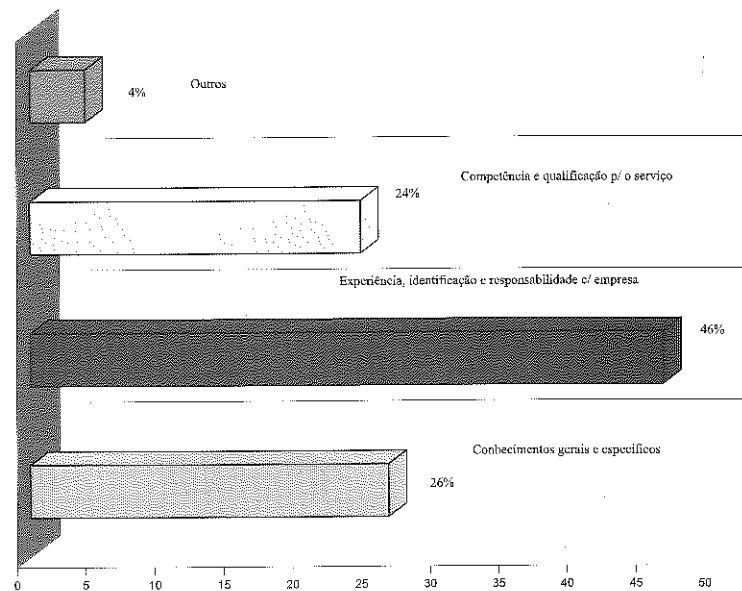 Outros
4%
Competência e qualificação p/ o serviço
24%
Experiência, identificação e responsabilidade c/ empresa
46%
Conhecimentos gerais e específicos
26%
0 5 10 15 20 25 30 35 40 45 50